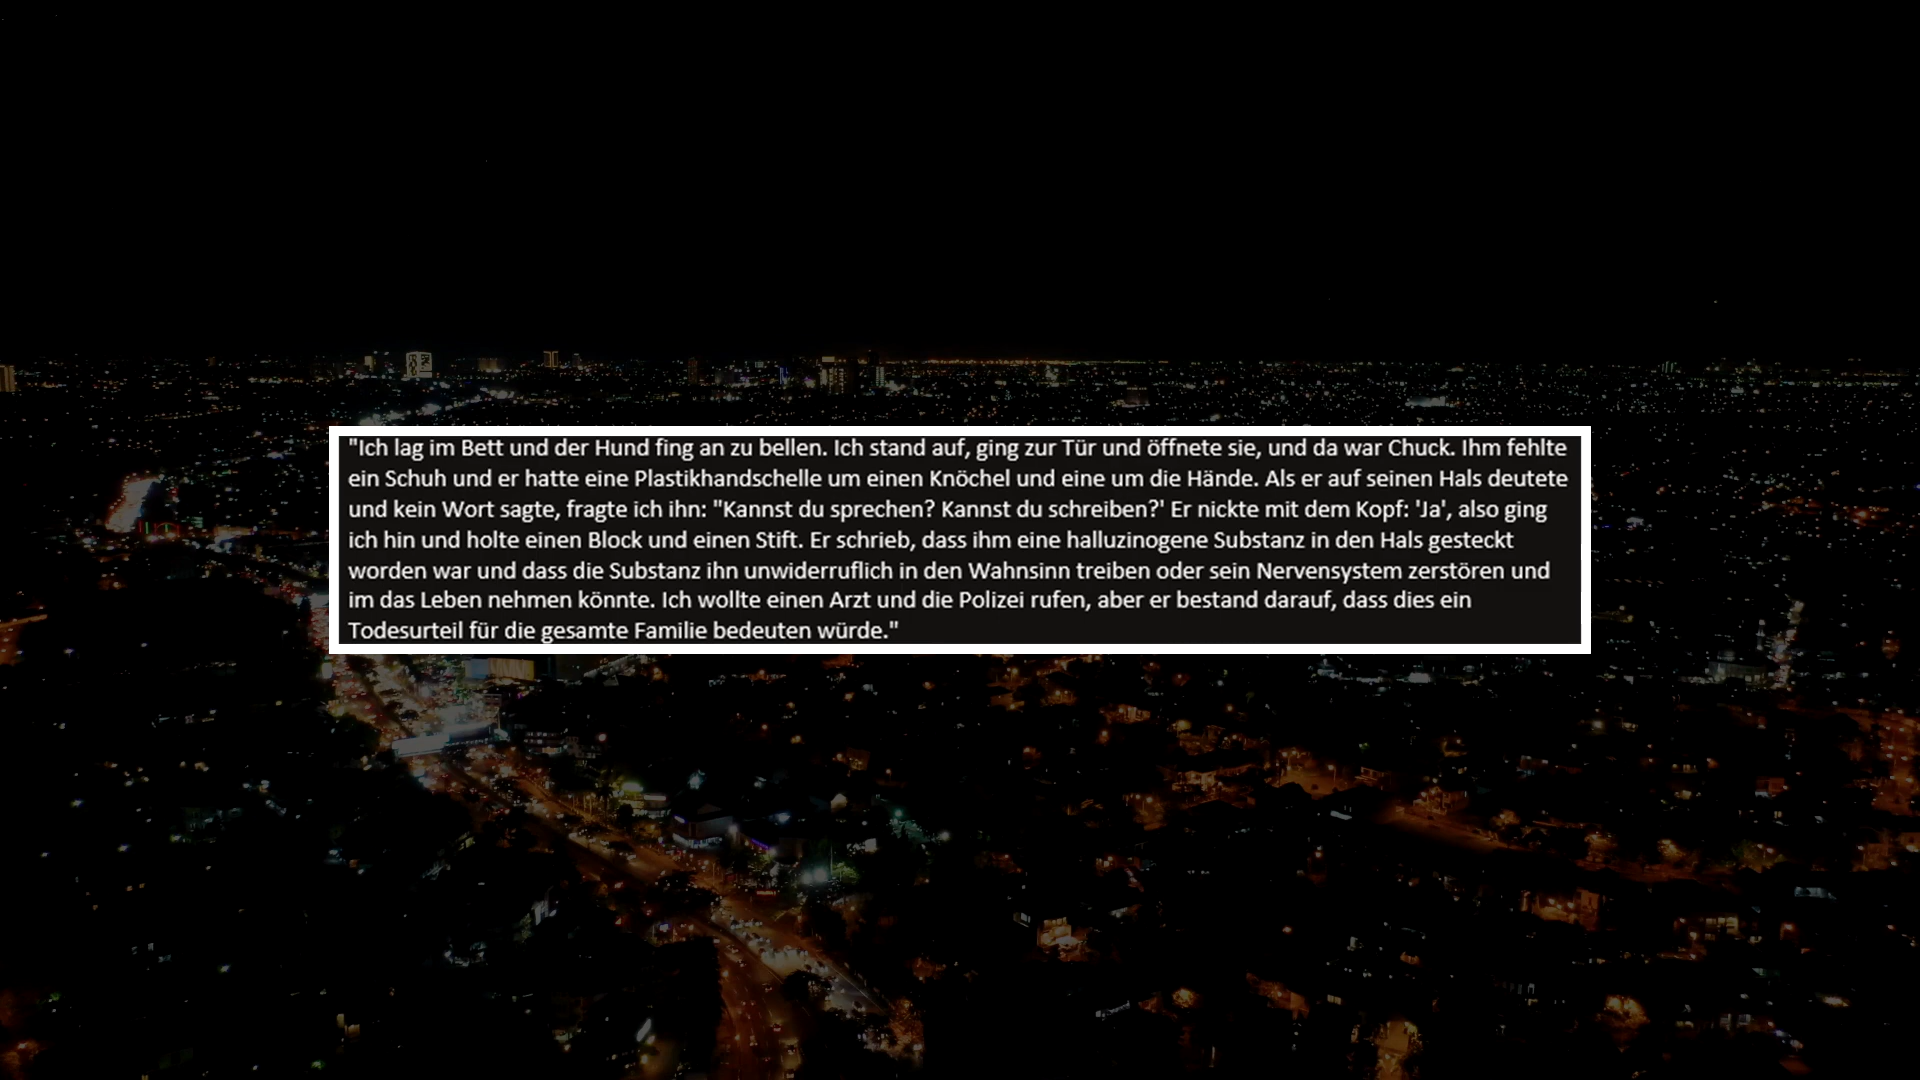 "Ich lag im Bett und der Hund fing an zu bellen. Ich stand auf, ging zur Tür und öffnete sie, und da war Chuck. Ihm fehlte
ein Schuh und er hatte eine Plastikhandschelle um einen Knöchel und eine um die Hände. Als er auf seinen Hals deutete
und kein Wort sagte, fragte ich ihn: "Kannst du sprechen? Kannst du schreiben?' Er nickte mit dem Kopf: 'Ja', also ging
ich hin und holte einen Block und einen Stift. Er schrieb, dass ihm eine halluzinogene Substanz in den Hals gesteckt
worden war und dass die Substanz ihn unwiderruflich in den Wahnsinn treiben oder sein Nervensystem zerstören und
im das Leben nehmen könnte. Ich wollte einen Arzt und die Polizei rufen, aber er bestand darauf, dass dies ein
Todesurteil für die gesamte Familie bedeuten würde."